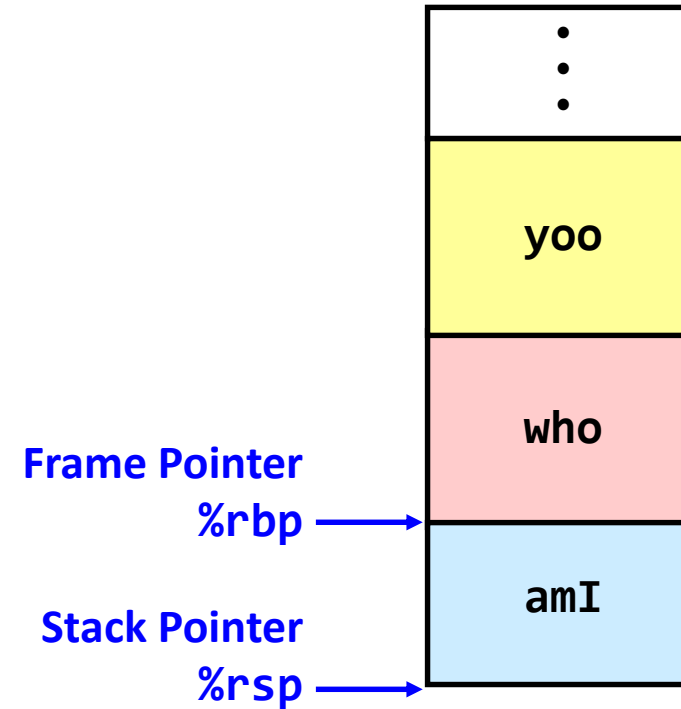 yoo
who
Frame Pointer
%rbp
amI
Stack Pointer
%rsp